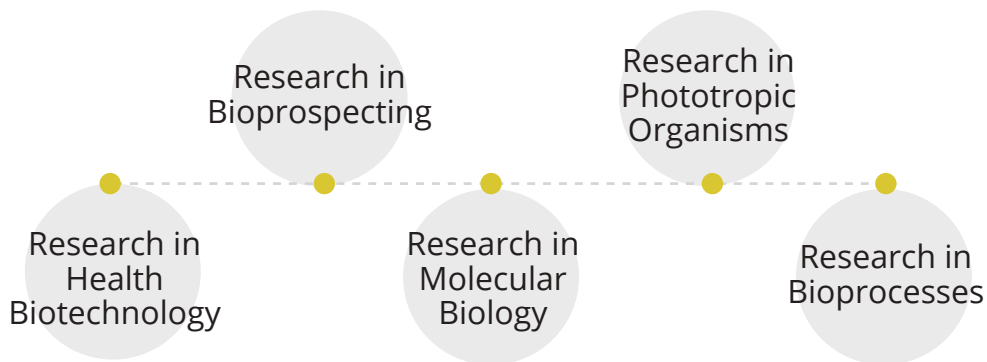 Research in
Health
Biotechnology
Research in
Bioprospecting
Research in
Molecular
Biology
Research in
Phototropic
Organisms
Research in
Bioprocesses